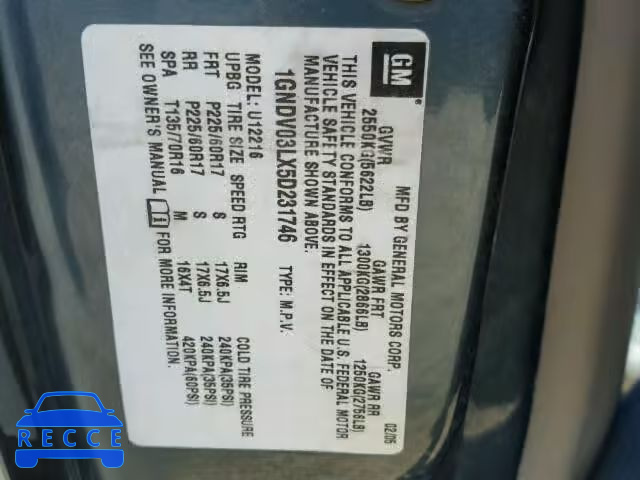 GM
MFD BY GENERAL MOTORS CORP.
02/05
GVWR GAWR FRT GAWR RR
2550KG(5622LB) 1300KG(2866LB) 1250KG(2756LB)
THIS VEHICLE CONFORMS TO ALL APPLICABLE U.S. FEDERAL MOTOR
VEHICLE SAFETY STANDARDS IN EFFECT ON THE DATE OF
MANUFACTURE SHOWN ABOVE.
1GNDV03LX5D231746 TYPE: M.P.V.
MODEL: U12216
UPBG TIRE SIZE SPEED RTG RIM COLD TIRE PRESSURE
FRT P225/60R17 S 17X6.5J 240KPA(35PSI)
RR P225/60R17 S 17X6.5J 240KPA(35PSI)
SPA T135/70R16 M 16X4T 420KPA(60PSI)
SEE OWNER'S MANUAL FOR MORE INFORMATION.
RECCE